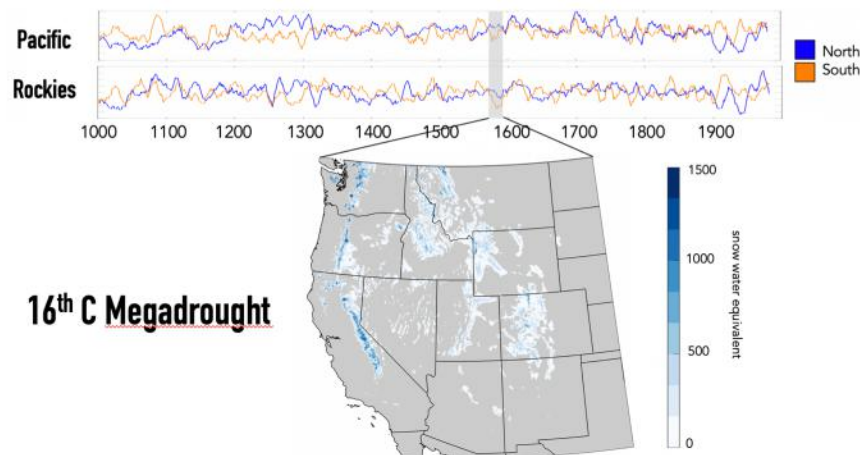 Pacific
Rockies
North
South
1000 1100 1200 1300 1400 1500 1600 1700 1800 1900
16th C Megadrought
1500
1000
500
0
snow water equivalent